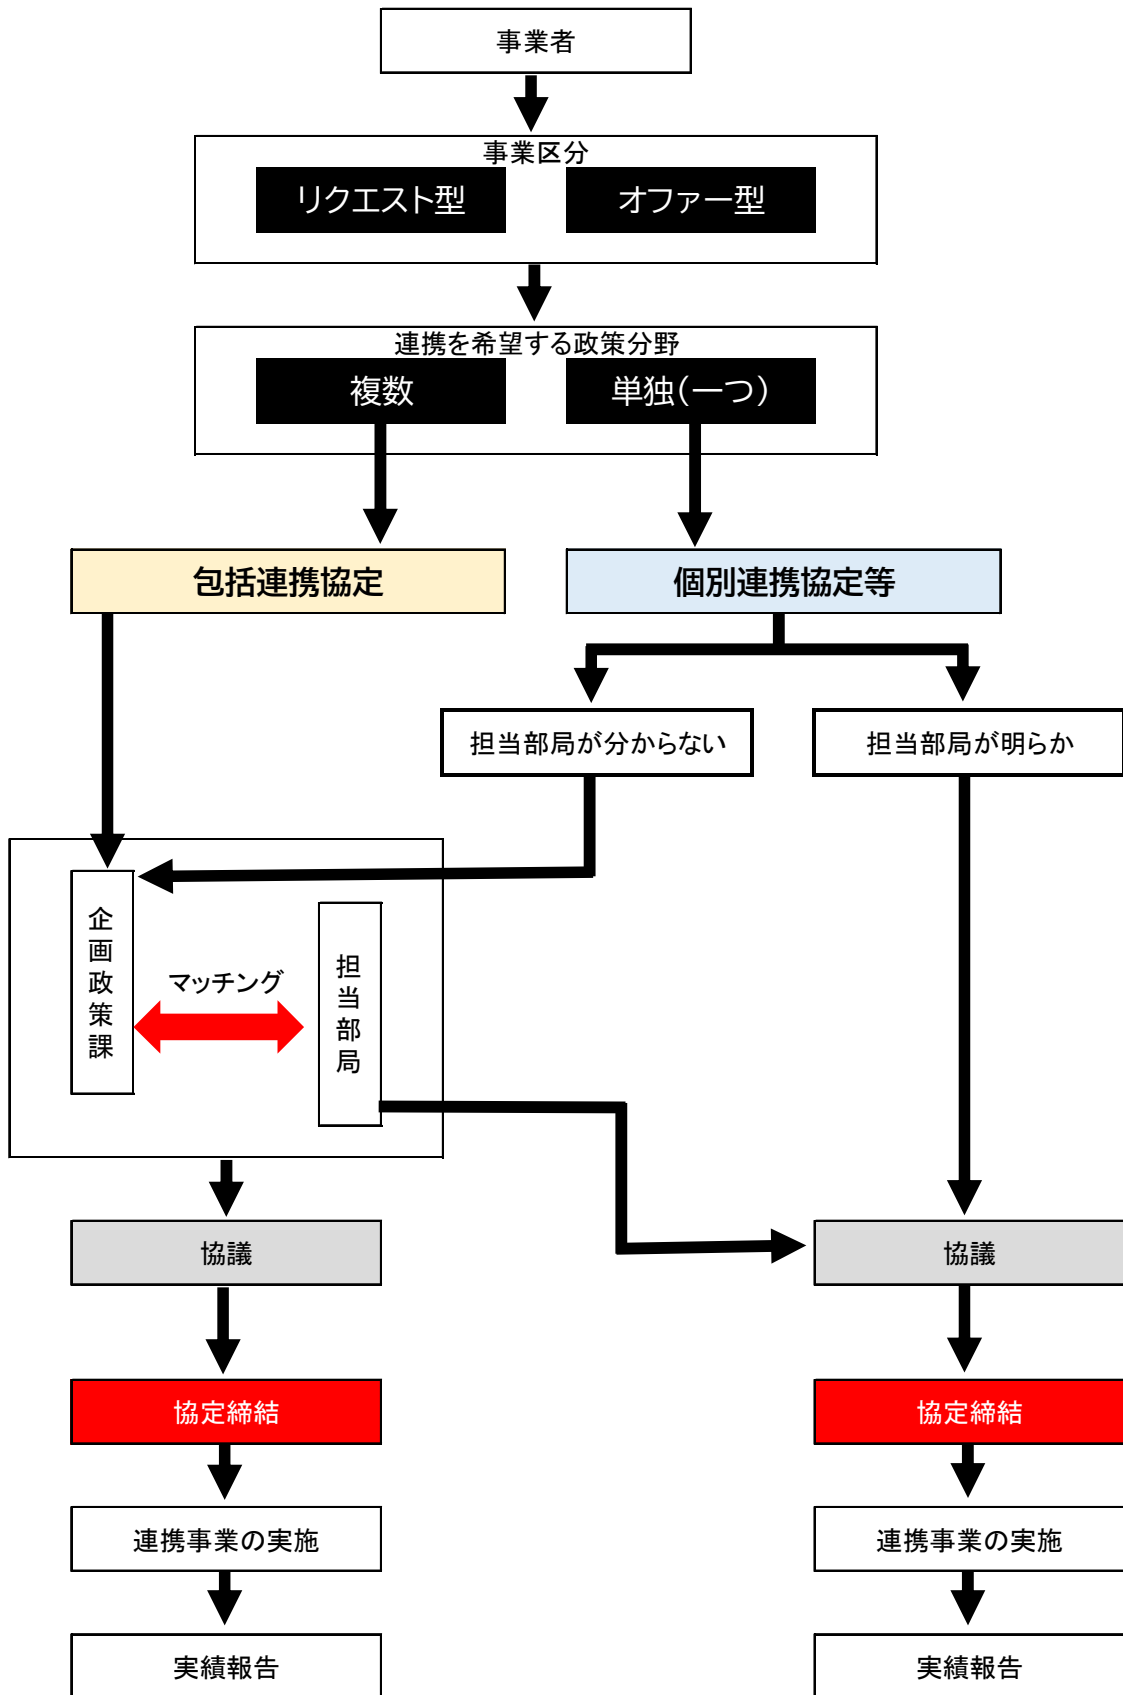 事業者
事業区分
リクエスト型
オファー型
連携を希望する政策分野
複数
単独(一つ)
包括連携協定
個別連携協定等
担当部局が分からない
担当部局が明らか
企画政策課
マッチング
担当部局
協議
協議
協定締結
協定締結
連携事業の実施
連携事業の実施
実績報告
実績報告